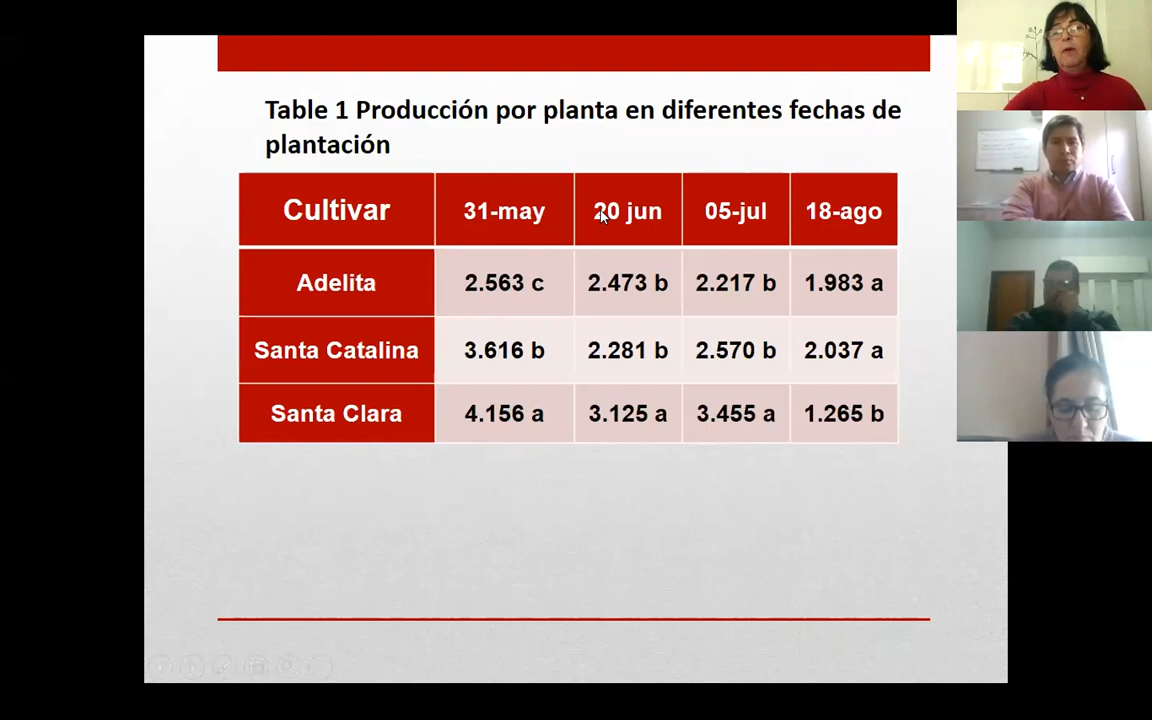 Table 1 Producción por planta en diferentes fechas de
plantación
Cultivar 31-may 20 jun 05-jul 18-ago
Adelita 2.563 c 2.473 b 2.217 b 1.983 a
Santa Catalina 3.616 b 2.281 b 2.570 b 2.037 a
Santa Clara 4.156 a 3.125 a 3.455 a 1.265 b